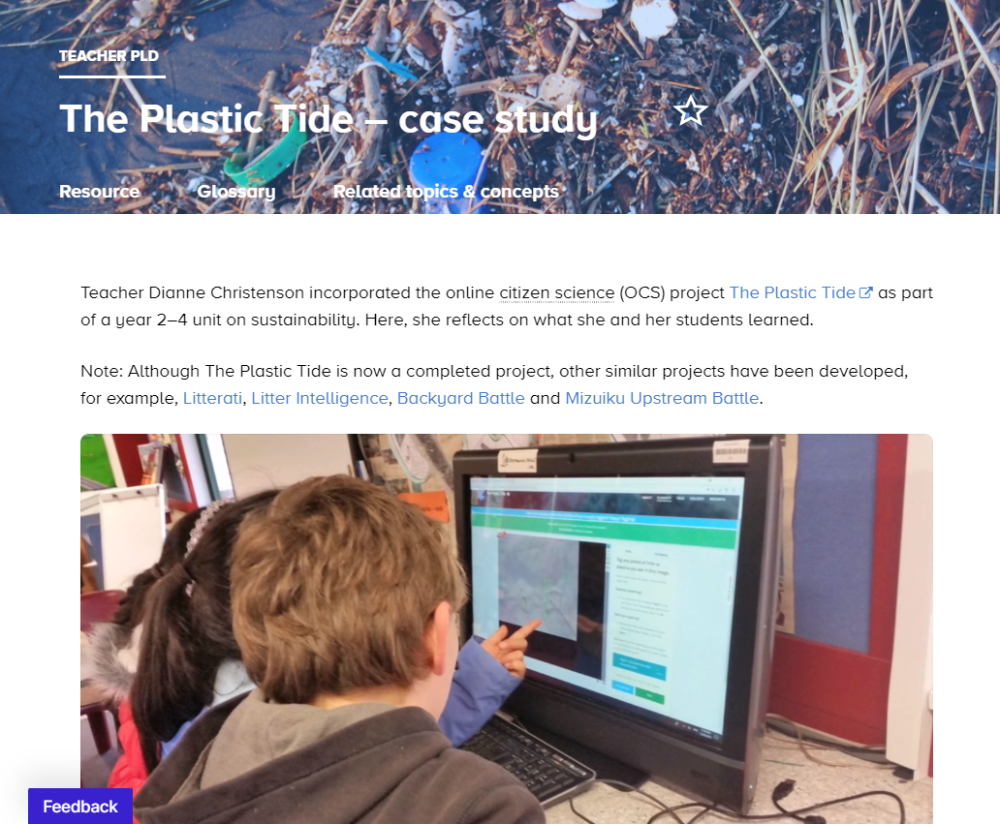 TEACHER PLD
The Plastic Tide – case study
Resource Glossary Related topics & concepts
Teacher Dianne Christenson incorporated the online citizen science (OCS) project The Plastic Tide as part
of a year 2–4 unit on sustainability. Here, she reflects on what she and her students learned.
Note: Although The Plastic Tide is now a completed project, other similar projects have been developed,
for example, Litterati, Litter Intelligence, Backyard Battle and Mizuiku Upstream Battle.
The Plastic Tide
Feedback